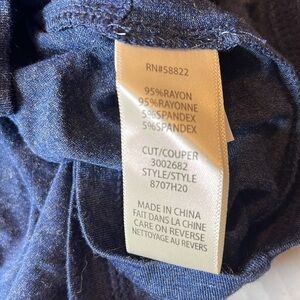 RN#58822
95%RAYON
95%RAYONNE
5%SPANDEX
5%SPANDEX
CUT/COUPER
3002682
STYLE/STYLE
8707H20
MADE IN CHINA
FAIT DANS LA CHINE
CARE ON REVERSE
NETTOYAGE AU REVERS